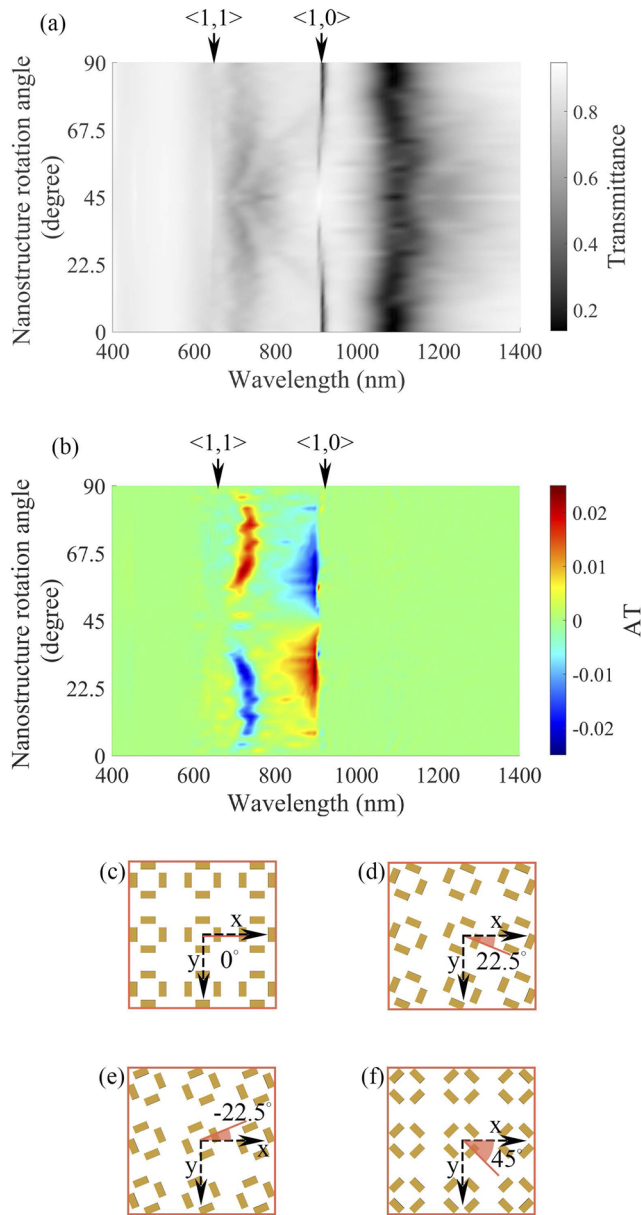 (a)
<1,1> <1,0>
90
67.5
45
22.5
0
Nanostructure rotation angle
(degree)
400 600 800 1000 1200 1400
Wavelength (nm)
0.8
0.6
0.4
0.2
Transmittance
(b)
<1,1> <1,0>
90
67.5
45
22.5
0
Nanostructure rotation angle
(degree)
400 600 800 1000 1200 1400
Wavelength (nm)
0.02
0.01
0
-0.01
-0.02
AT
(c)
x
y 0°
(d)
x
y 22.5°
(e)
-22.5°
x
y
(f)
x
y 45°